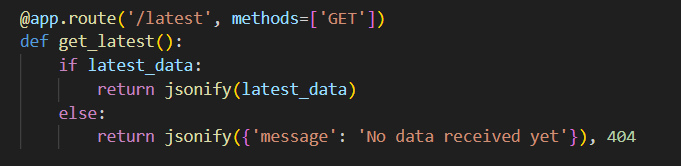 @app.route('/latest', methods=['GET'])
def get_latest():
    if latest_data:
        return jsonify(latest_data)
    else:
        return jsonify({'message': 'No data received yet'}), 404